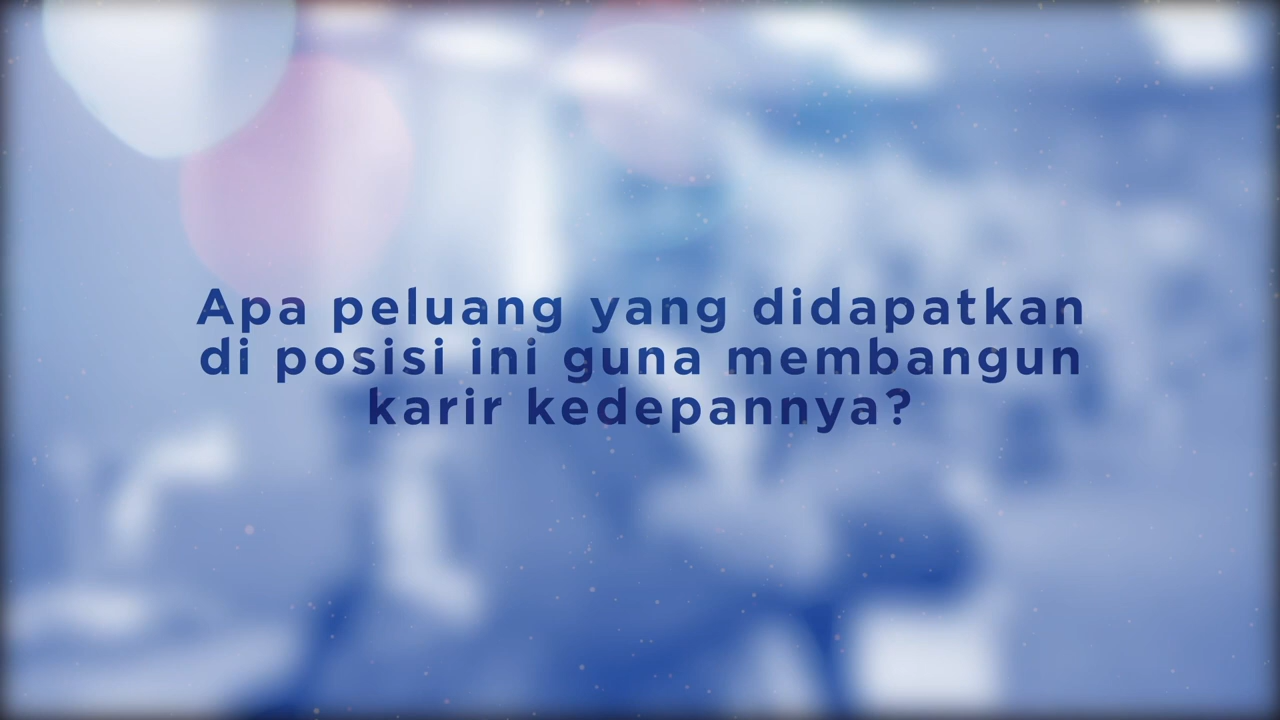 Apa peluang yang didapatkan
di posisi ini guna membangun
karir kedepannya?